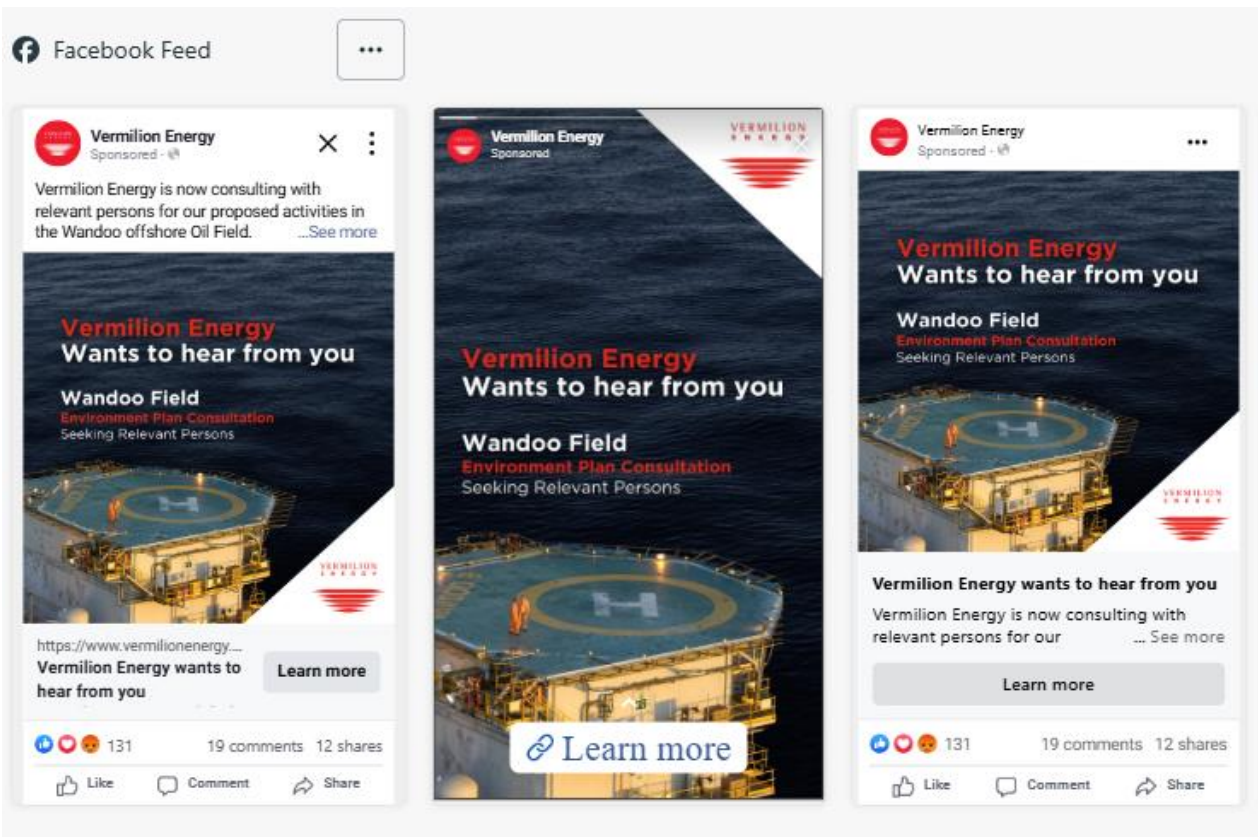 Facebook Feed
Vermilion Energy
Sponsored ·
Vermilion Energy is now consulting with
relevant persons for our proposed activities in
the Wandoo offshore Oil Field. ...See more
Vermilion Energy
Wants to hear from you
Wandoo Field
Environment Plan Consultation
Seeking Relevant Persons
H
VERMILION
ENERGY
https://www.vermilionenergy....
Vermilion Energy wants to
hear from you
Learn more
131
19 comments 12 shares
Like Comment Share
Vermilion Energy
Sponsored
VERMILION
ENERGY
Vermilion Energy
Wants to hear from you
Wandoo Field
Environment Plan Consultation
Seeking Relevant Persons
H
Learn more
Vermilion Energy
Sponsored ·
Vermilion Energy
Wants to hear from you
Wandoo Field
Environment Plan Consultation
Seeking Relevant Persons
H
VERMILION
ENERGY
Vermilion Energy wants to hear from you
Vermilion Energy is now consulting with
relevant persons for our ... See more
Learn more
131
19 comments 12 shares
Like Comment Share